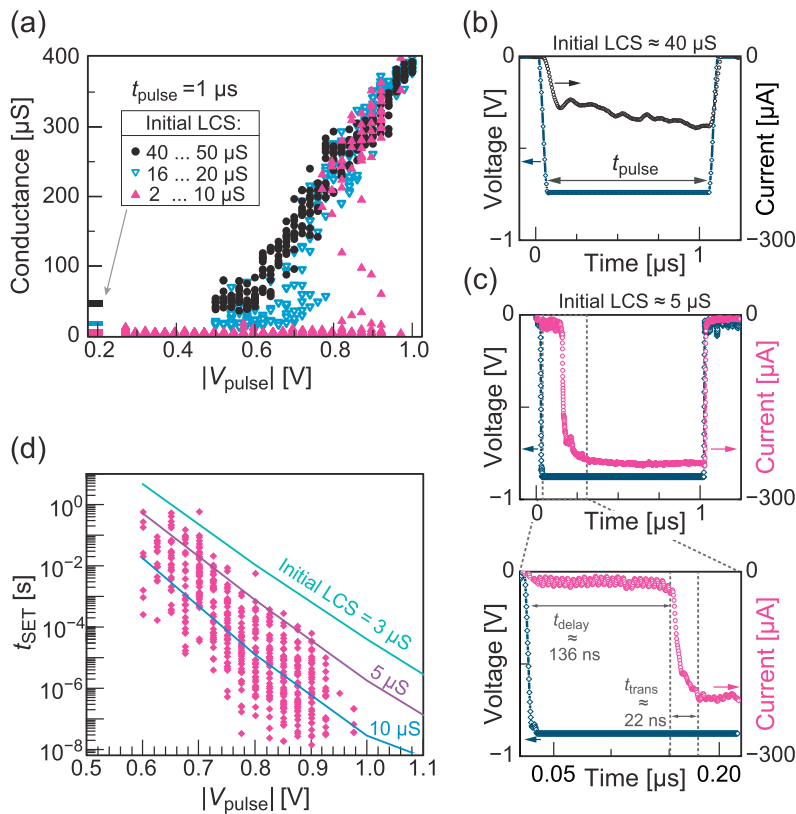 (a)
400
300
200
100
0
Conductance [µS]
t_pulse = 1 µs
Initial LCS:
40 ... 50 µS
16 ... 20 µS
2 ... 10 µS
0.2 0.4 0.6 0.8 1.0
|V_pulse| [V]
(b)
Initial LCS ≈ 40 µS
0
−1
Voltage [V]
t_pulse
0
−300
Current [µA]
0 1
Time [µs]
(c)
Initial LCS ≈ 5 µS
0
−1
Voltage [V]
0
−300
Current [µA]
0 1
Time [µs]
0
−1
Voltage [V]
t_delay
≈
136 ns
t_trans
≈
22 ns
0
−300
Current [µA]
0.05 Time [µs] 0.20
(d)
10^0
10^−2
10^−4
10^−6
10^−8
t_SET [s]
Initial LCS = 3 µS
5 µS
10 µS
0.5 0.6 0.7 0.8 0.9 1.0 1.1
|V_pulse| [V]